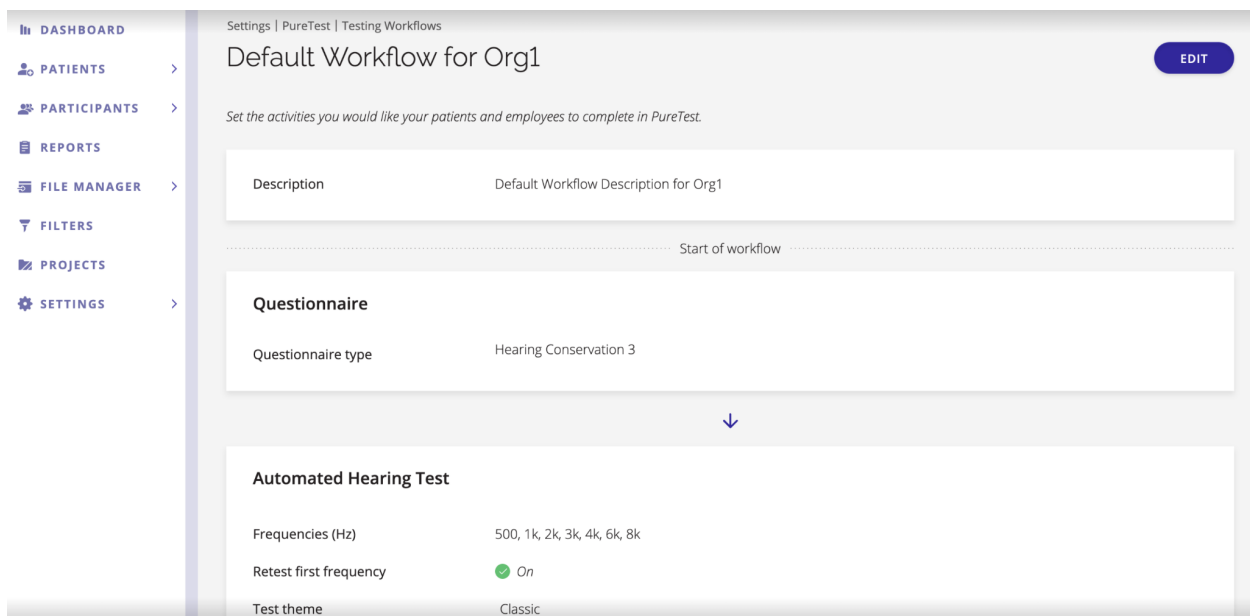 DASHBOARD
PATIENTS
PARTICIPANTS
REPORTS
FILE MANAGER
FILTERS
PROJECTS
SETTINGS
Settings | PureTest | Testing Workflows
Default Workflow for Org1
EDIT
Set the activities you would like your patients and employees to complete in PureTest.
Description Default Workflow Description for Org1
Start of workflow
Questionnaire
Questionnaire type Hearing Conservation 3
Automated Hearing Test
Frequencies (Hz) 500, 1k, 2k, 3k, 4k, 6k, 8k
Retest first frequency On
Test theme Classic